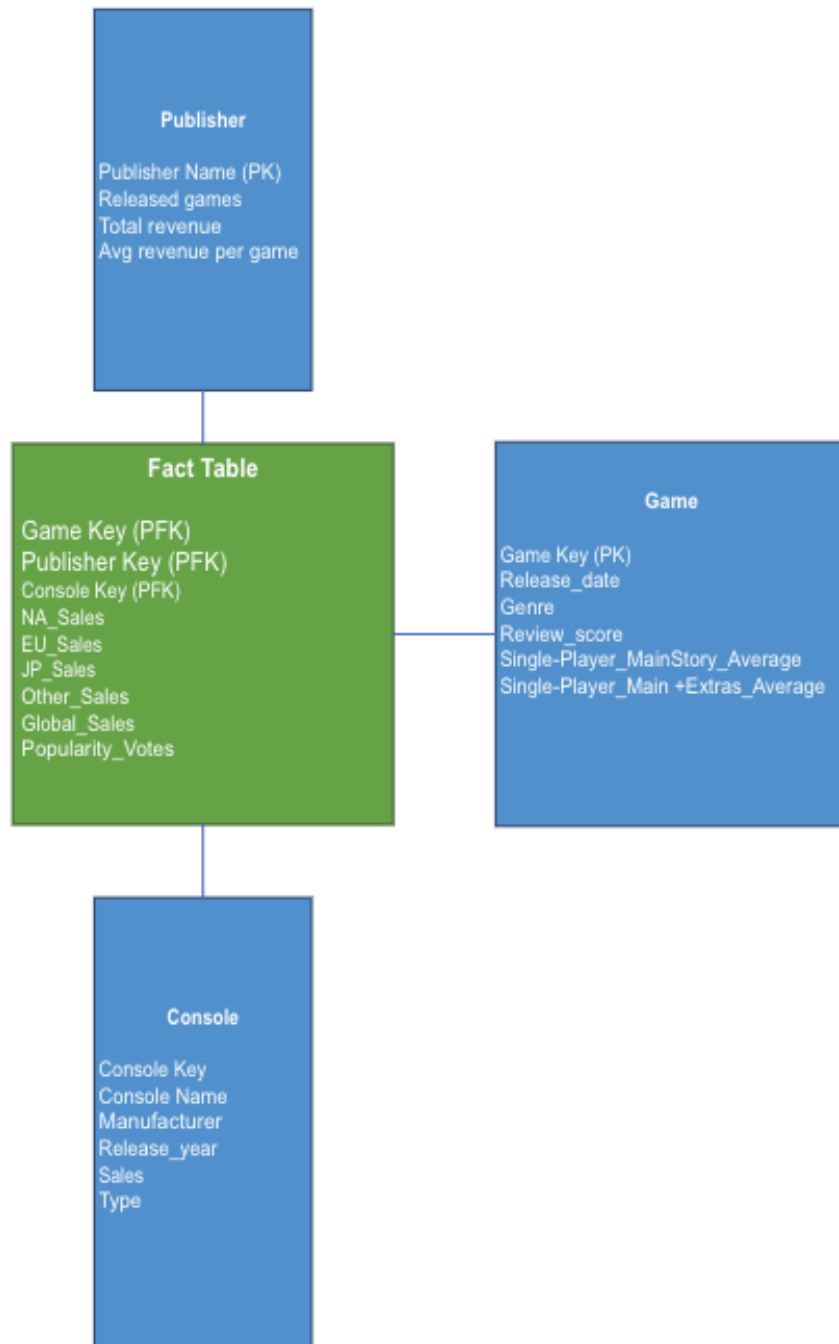 Publisher
Publisher Name (PK)
Released games
Total revenue
Avg revenue per game
Fact Table
Game Key (PFK)
Publisher Key (PFK)
Console Key (PFK)
NA_Sales
EU_Sales
JP_Sales
Other_Sales
Global_Sales
Popularity_Votes
Game
Game Key (PK)
Release_date
Genre
Review_score
Single-Player_MainStory_Average
Single-Player_Main +Extras_Average
Console
Console Key
Console Name
Manufacturer
Release_year
Sales
Type